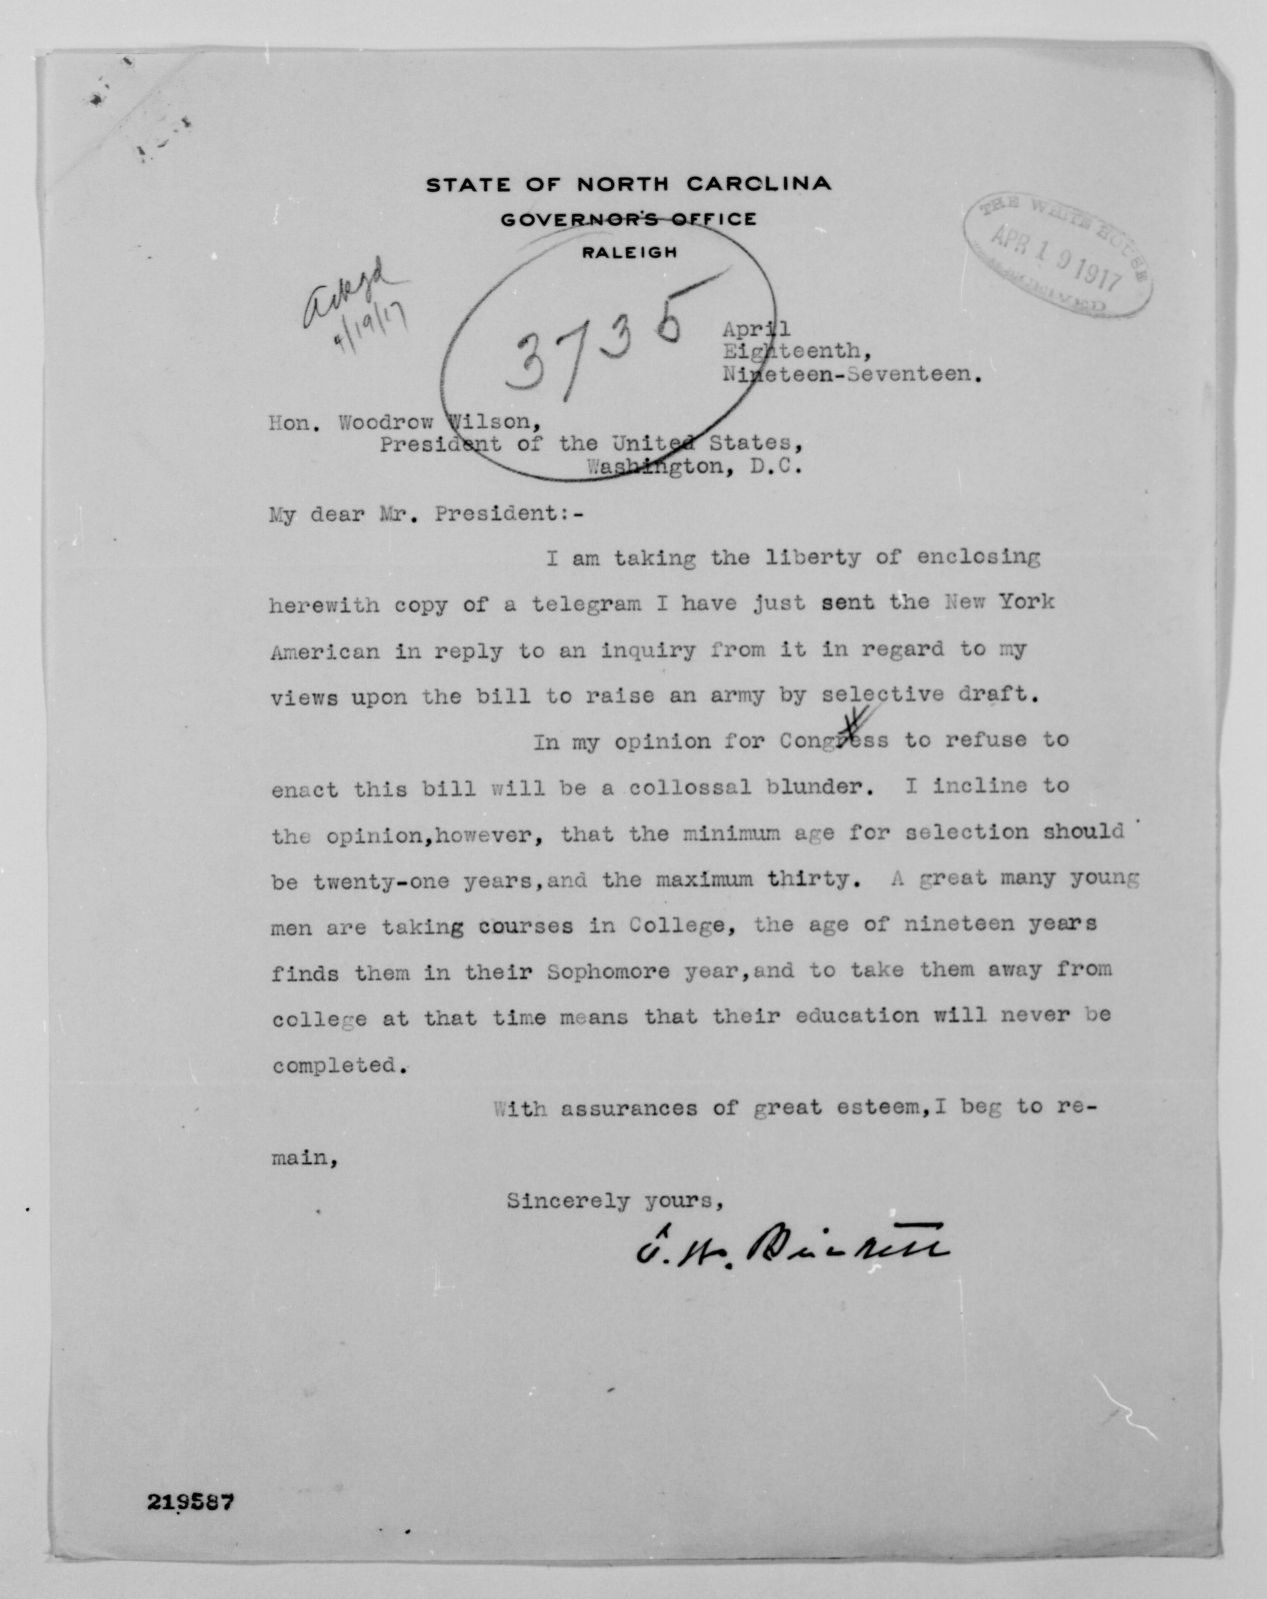 STATE OF NORTH CAROLINA
GOVERNOR'S OFFICE
RALEIGH
THE WHITE HOUSE
APR 19 1917
RECEIVED
Ackgd
4/19/17
3735
April
Eighteenth,
Nineteen-Seventeen.
Hon. Woodrow Wilson,
President of the United States,
Washington, D.C.
My dear Mr. President:-
I am taking the liberty of enclosing
herewith copy of a telegram I have just sent the New York
American in reply to an inquiry from it in regard to my
views upon the bill to raise an army by selective draft.
In my opinion for Congress to refuse to
enact this bill will be a collossal blunder. I incline to
the opinion,however, that the minimum age for selection should
be twenty-one years,and the maximum thirty. A great many young
men are taking courses in College, the age of nineteen years
finds them in their Sophomore year,and to take them away from
college at that time means that their education will never be
completed.
With assurances of great esteem,I beg to re-
main,
Sincerely yours,
T. W. Bickett
219587